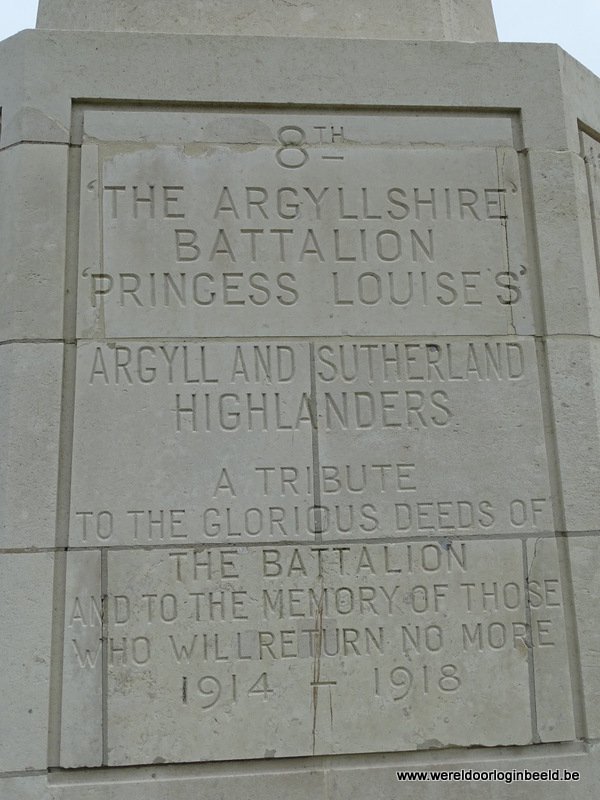 8TH
'THE ARGYLLSHIRE'
BATTALION
'PRINCESS LOUISE'S'
ARGYLL AND SUTHERLAND
HIGHLANDERS
A TRIBUTE
TO THE GLORIOUS DEEDS OF
THE BATTALION
AND TO THE MEMORY OF THOSE
WHO WILL RETURN NO MORE
1914 – 1918
www.wereldoorloginbeeld.be